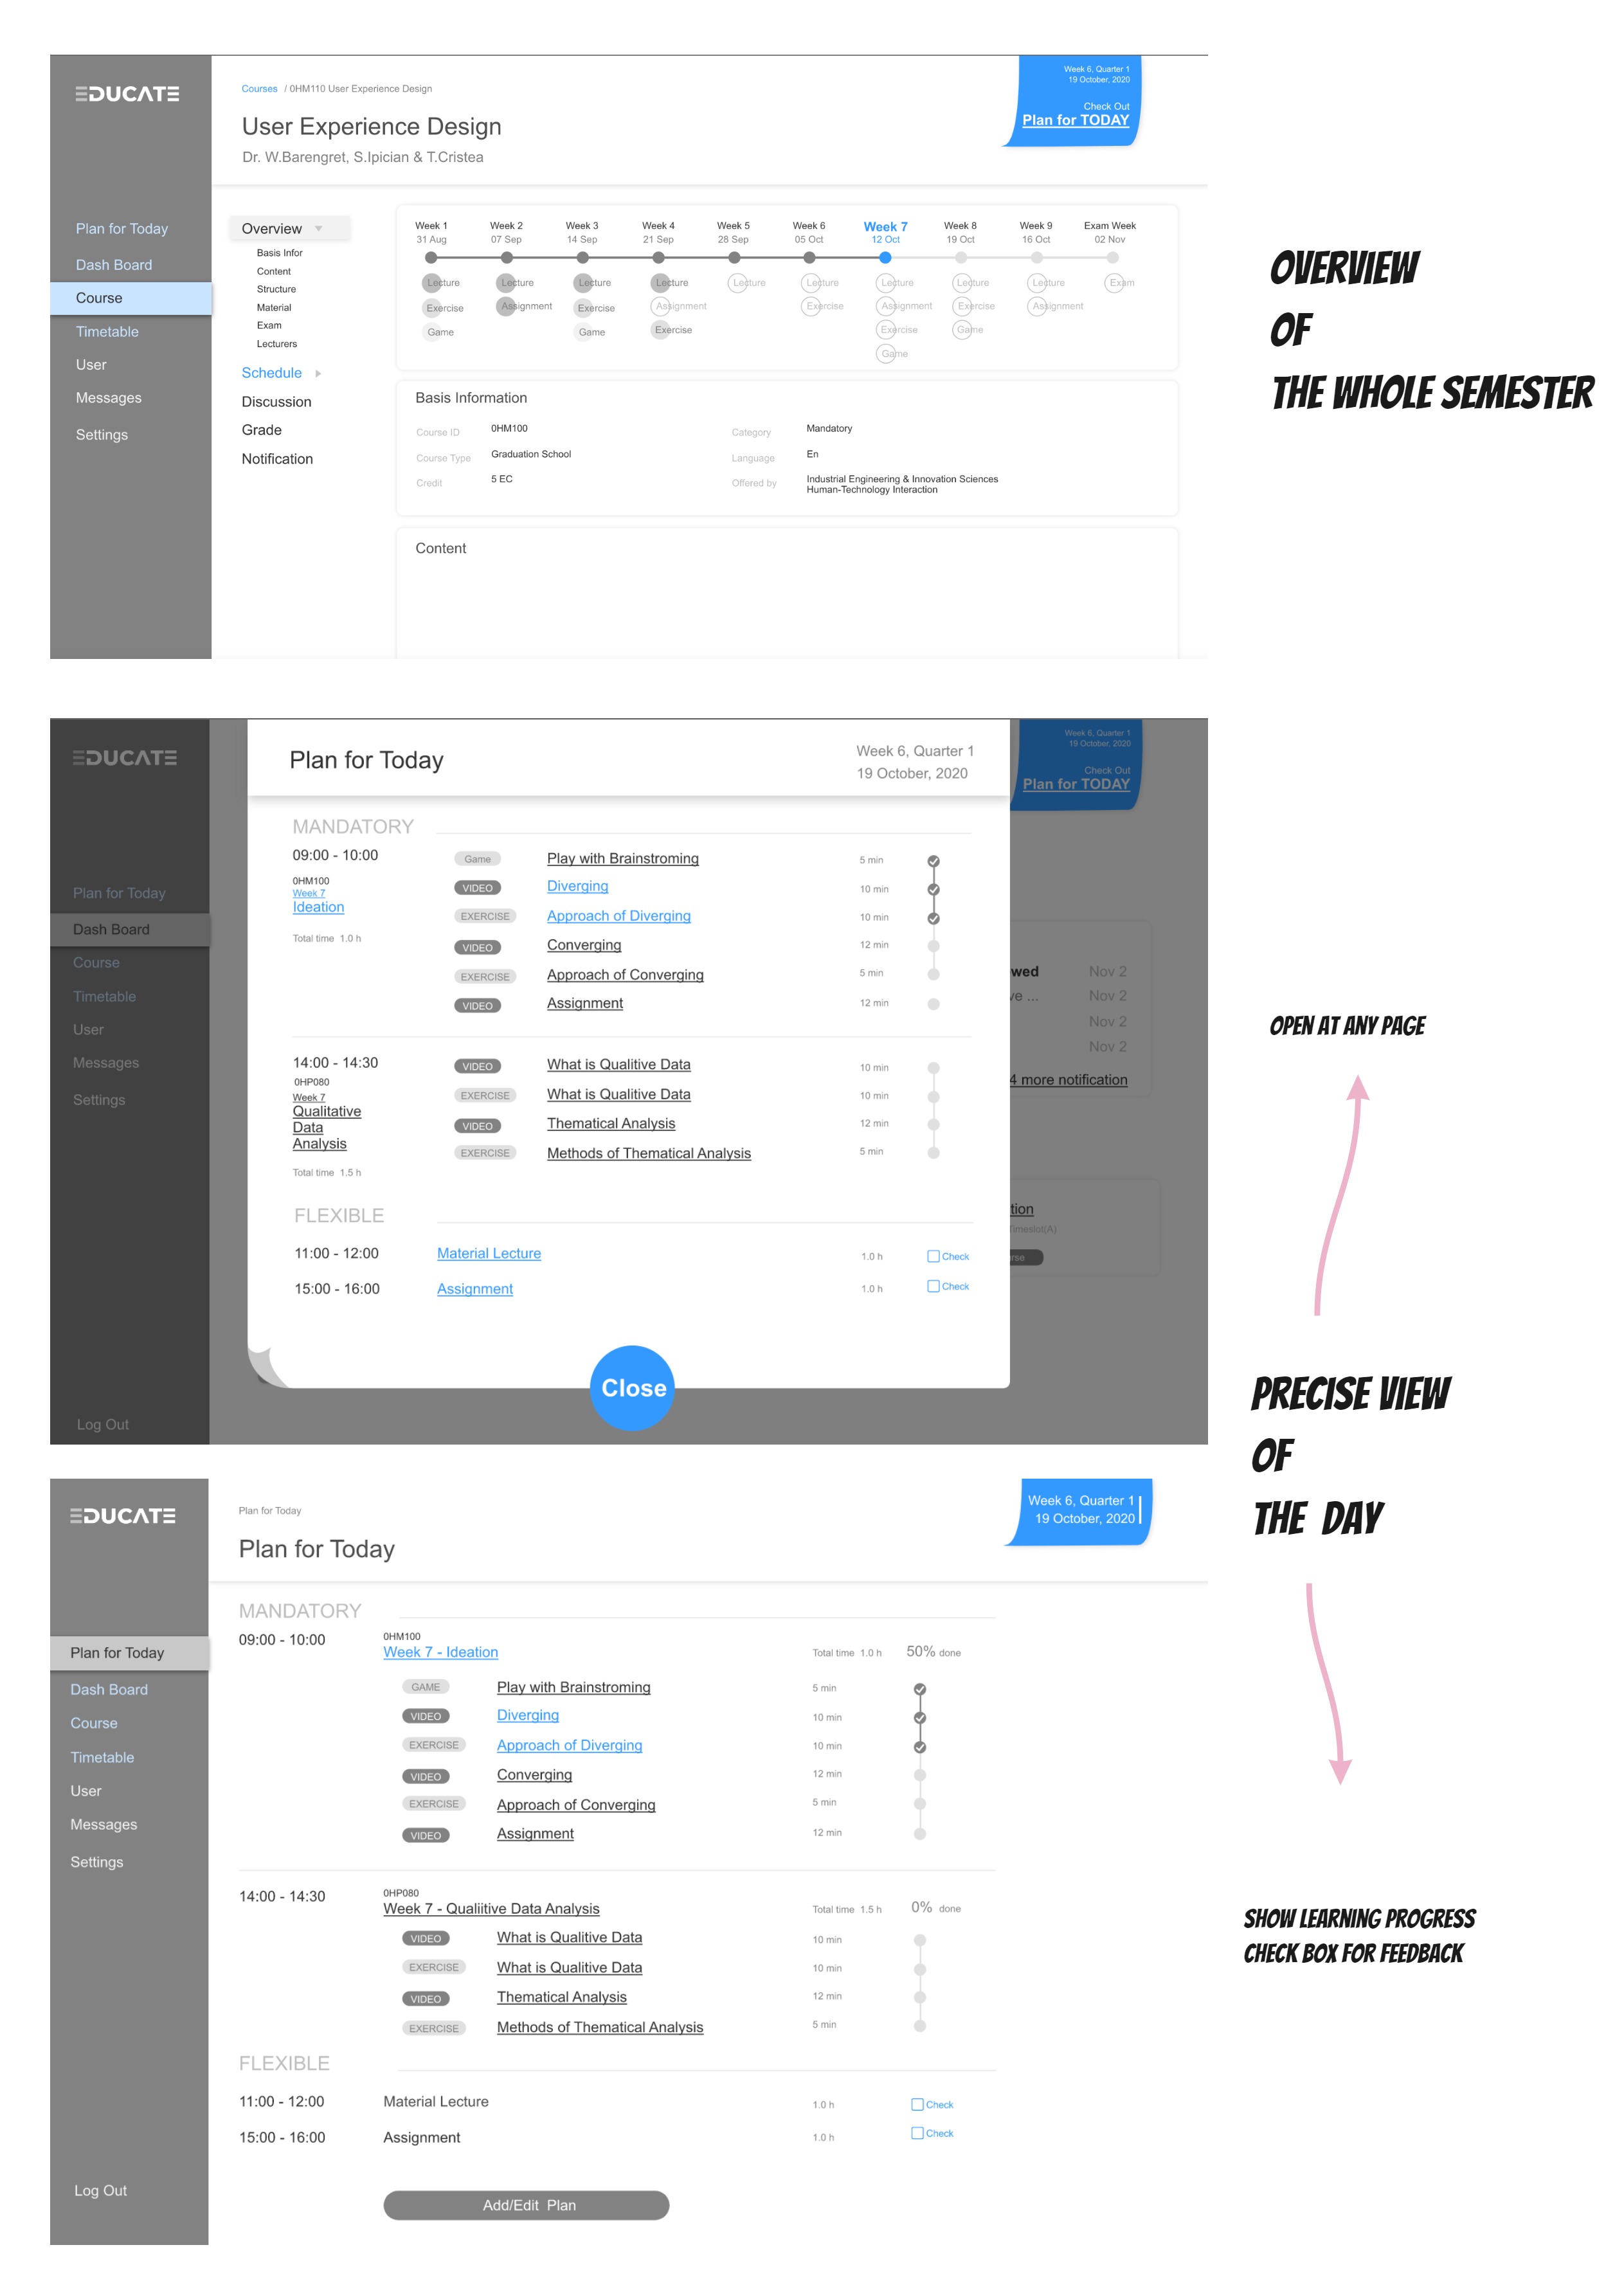 EDUCATE
Courses / 0HM110 User Experience Design
User Experience Design
Dr. W.Barengret, S.Ipician & T.Cristea
Week 6, Quarter 1
19 October, 2020
Check Out
Plan for TODAY
Plan for Today
Dash Board
Course
Timetable
User
Messages
Settings
Overview
Basis Infor
Content
Structure
Material
Exam
Lecturers
Schedule
Discussion
Grade
Notification
Week 1 Week 2 Week 3 Week 4 Week 5 Week 6 Week 7 Week 8 Week 9 Exam Week
31 Aug 07 Sep 14 Sep 21 Sep 28 Sep 05 Oct 12 Oct 19 Oct 16 Oct 02 Nov
Lecture Lecture Lecture Lecture Lecture Lecture Lecture Lecture Lecture Exam
Exercise Assignment Exercise Assignment Exercise Assignment Exercise Assignment
Game Game Exercise Exercise Game
Game
Basis Information
Course ID 0HM100 Category Mandatory
Course Type Graduation School Language En
Credit 5 EC Offered by Industrial Engineering & Innovation Sciences
Human-Technology Interaction
Content
OVERVIEW
OF
THE WHOLE SEMESTER
EDUCATE
Plan for Today
Dash Board
Course
Timetable
User
Messages
Settings
Log Out
Plan for Today
Week 6, Quarter 1
19 October, 2020
Week 6, Quarter 1
19 October, 2020
Check Out
Plan for TODAY
MANDATORY
09:00 - 10:00
0HM100
Week 7
Ideation
Total time 1.0 h
Game Play with Brainstroming 5 min
VIDEO Diverging 10 min
EXERCISE Approach of Diverging 10 min
VIDEO Converging 12 min
EXERCISE Approach of Converging 5 min
VIDEO Assignment 12 min
14:00 - 14:30
0HP080
Week 7
Qualitative
Data
Analysis
Total time 1.5 h
VIDEO What is Qualitive Data 10 min
EXERCISE What is Qualitive Data 10 min
VIDEO Thematical Analysis 12 min
EXERCISE Methods of Thematical Analysis 5 min
FLEXIBLE
11:00 - 12:00 Material Lecture 1.0 h Check
15:00 - 16:00 Assignment 1.0 h Check
Close
wed Nov 2
ve ... Nov 2
Nov 2
Nov 2
4 more notification
tion
Timeslot(A)
rse
OPEN AT ANY PAGE
PRECISE VIEW
OF
THE DAY
SHOW LEARNING PROGRESS
CHECK BOX FOR FEEDBACK
EDUCATE
Plan for Today
Plan for Today
Week 6, Quarter 1
19 October, 2020
Plan for Today
Dash Board
Course
Timetable
User
Messages
Settings
Log Out
MANDATORY
09:00 - 10:00
0HM100
Week 7 - Ideation Total time 1.0 h 50% done
GAME Play with Brainstroming 5 min
VIDEO Diverging 10 min
EXERCISE Approach of Diverging 10 min
VIDEO Converging 12 min
EXERCISE Approach of Converging 5 min
VIDEO Assignment 12 min
14:00 - 14:30
0HP080
Week 7 - Qualiitive Data Analysis Total time 1.5 h 0% done
VIDEO What is Qualitive Data 10 min
EXERCISE What is Qualitive Data 10 min
VIDEO Thematical Analysis 12 min
EXERCISE Methods of Thematical Analysis 5 min
FLEXIBLE
11:00 - 12:00 Material Lecture 1.0 h Check
15:00 - 16:00 Assignment 1.0 h Check
Add/Edit Plan